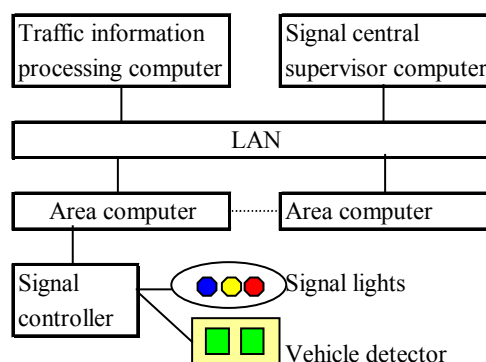 Traffic information
processing computer
Signal central
supervisor computer
LAN
Area computer
Area computer
Signal
controller
Signal lights
Vehicle detector